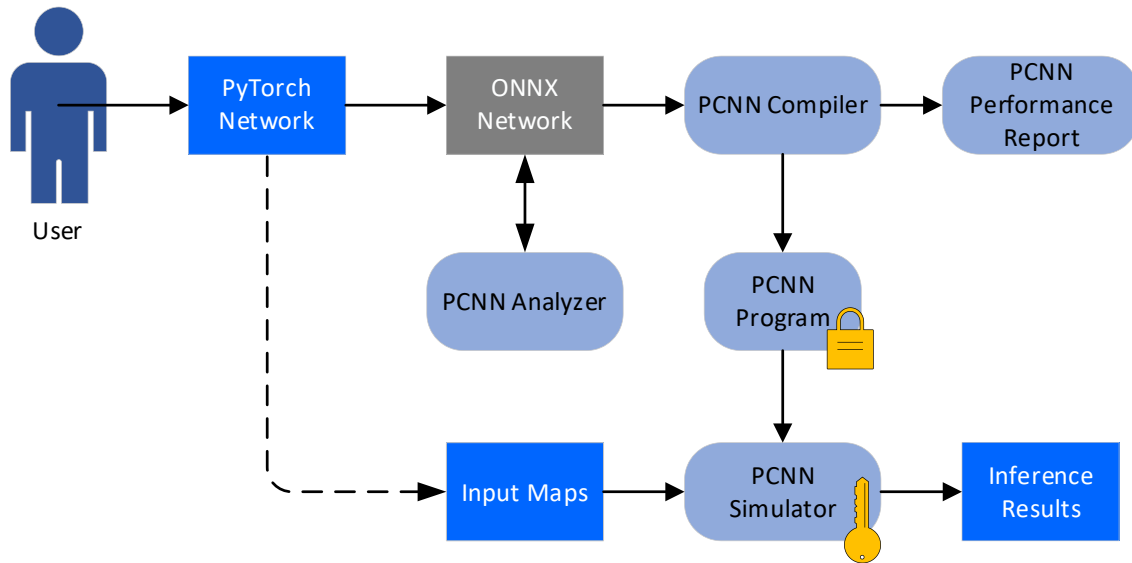 PyTorch
Network
ONNX
Network
PCNN Compiler
PCNN
Performance
Report
User
PCNN Analyzer
PCNN
Program
Input Maps
PCNN
Simulator
Inference
Results